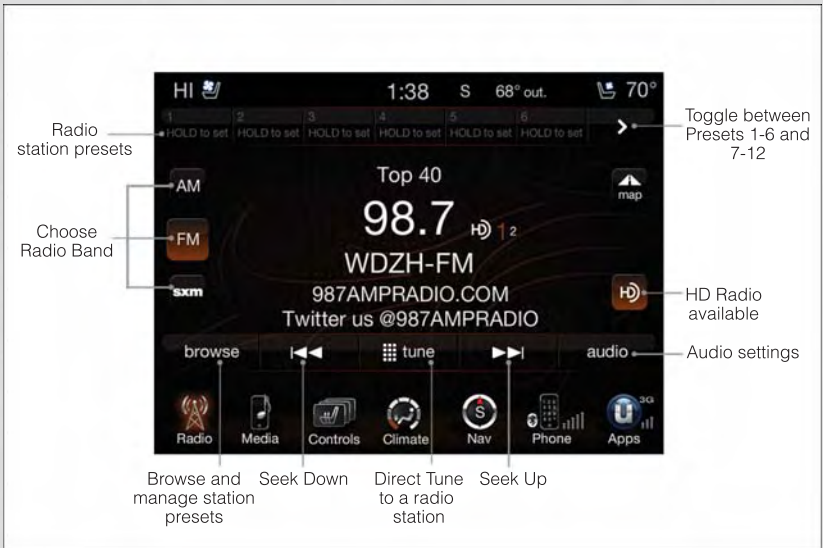 HI 1:38 S 68° out. 70°
1 2 3 4 5 6
HOLD to set HOLD to set HOLD to set HOLD to set HOLD to set HOLD to set
Radio
station presets
Toggle between
Presets 1-6 and
7-12
Choose
Radio Band
AM
FM
sxm
Top 40
98.7 HD 1 2
WDZH-FM
987AMPRADIO.COM
Twitter us @987AMPRADIO
map
HD
HD Radio
available
browse tune audio
Audio settings
Radio Media Controls Climate S Nav Phone U 3G Apps
Browse and
manage station
presets
Seek Down
Direct Tune
to a radio
station
Seek Up